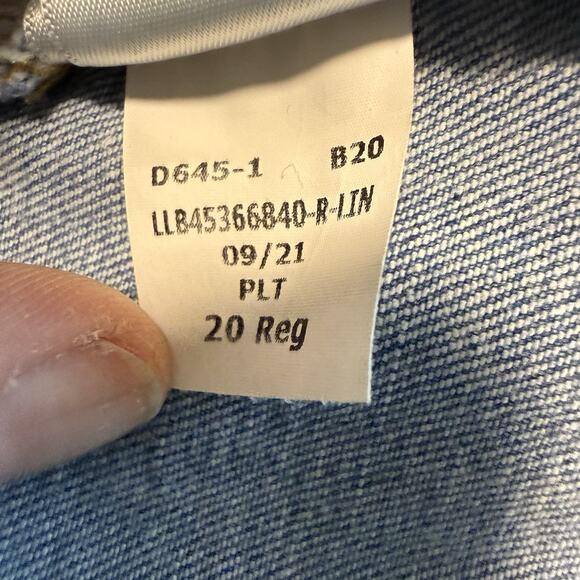 D645-1 B20
LLB45366840-R-LIN
09/21
PLT
20 Reg